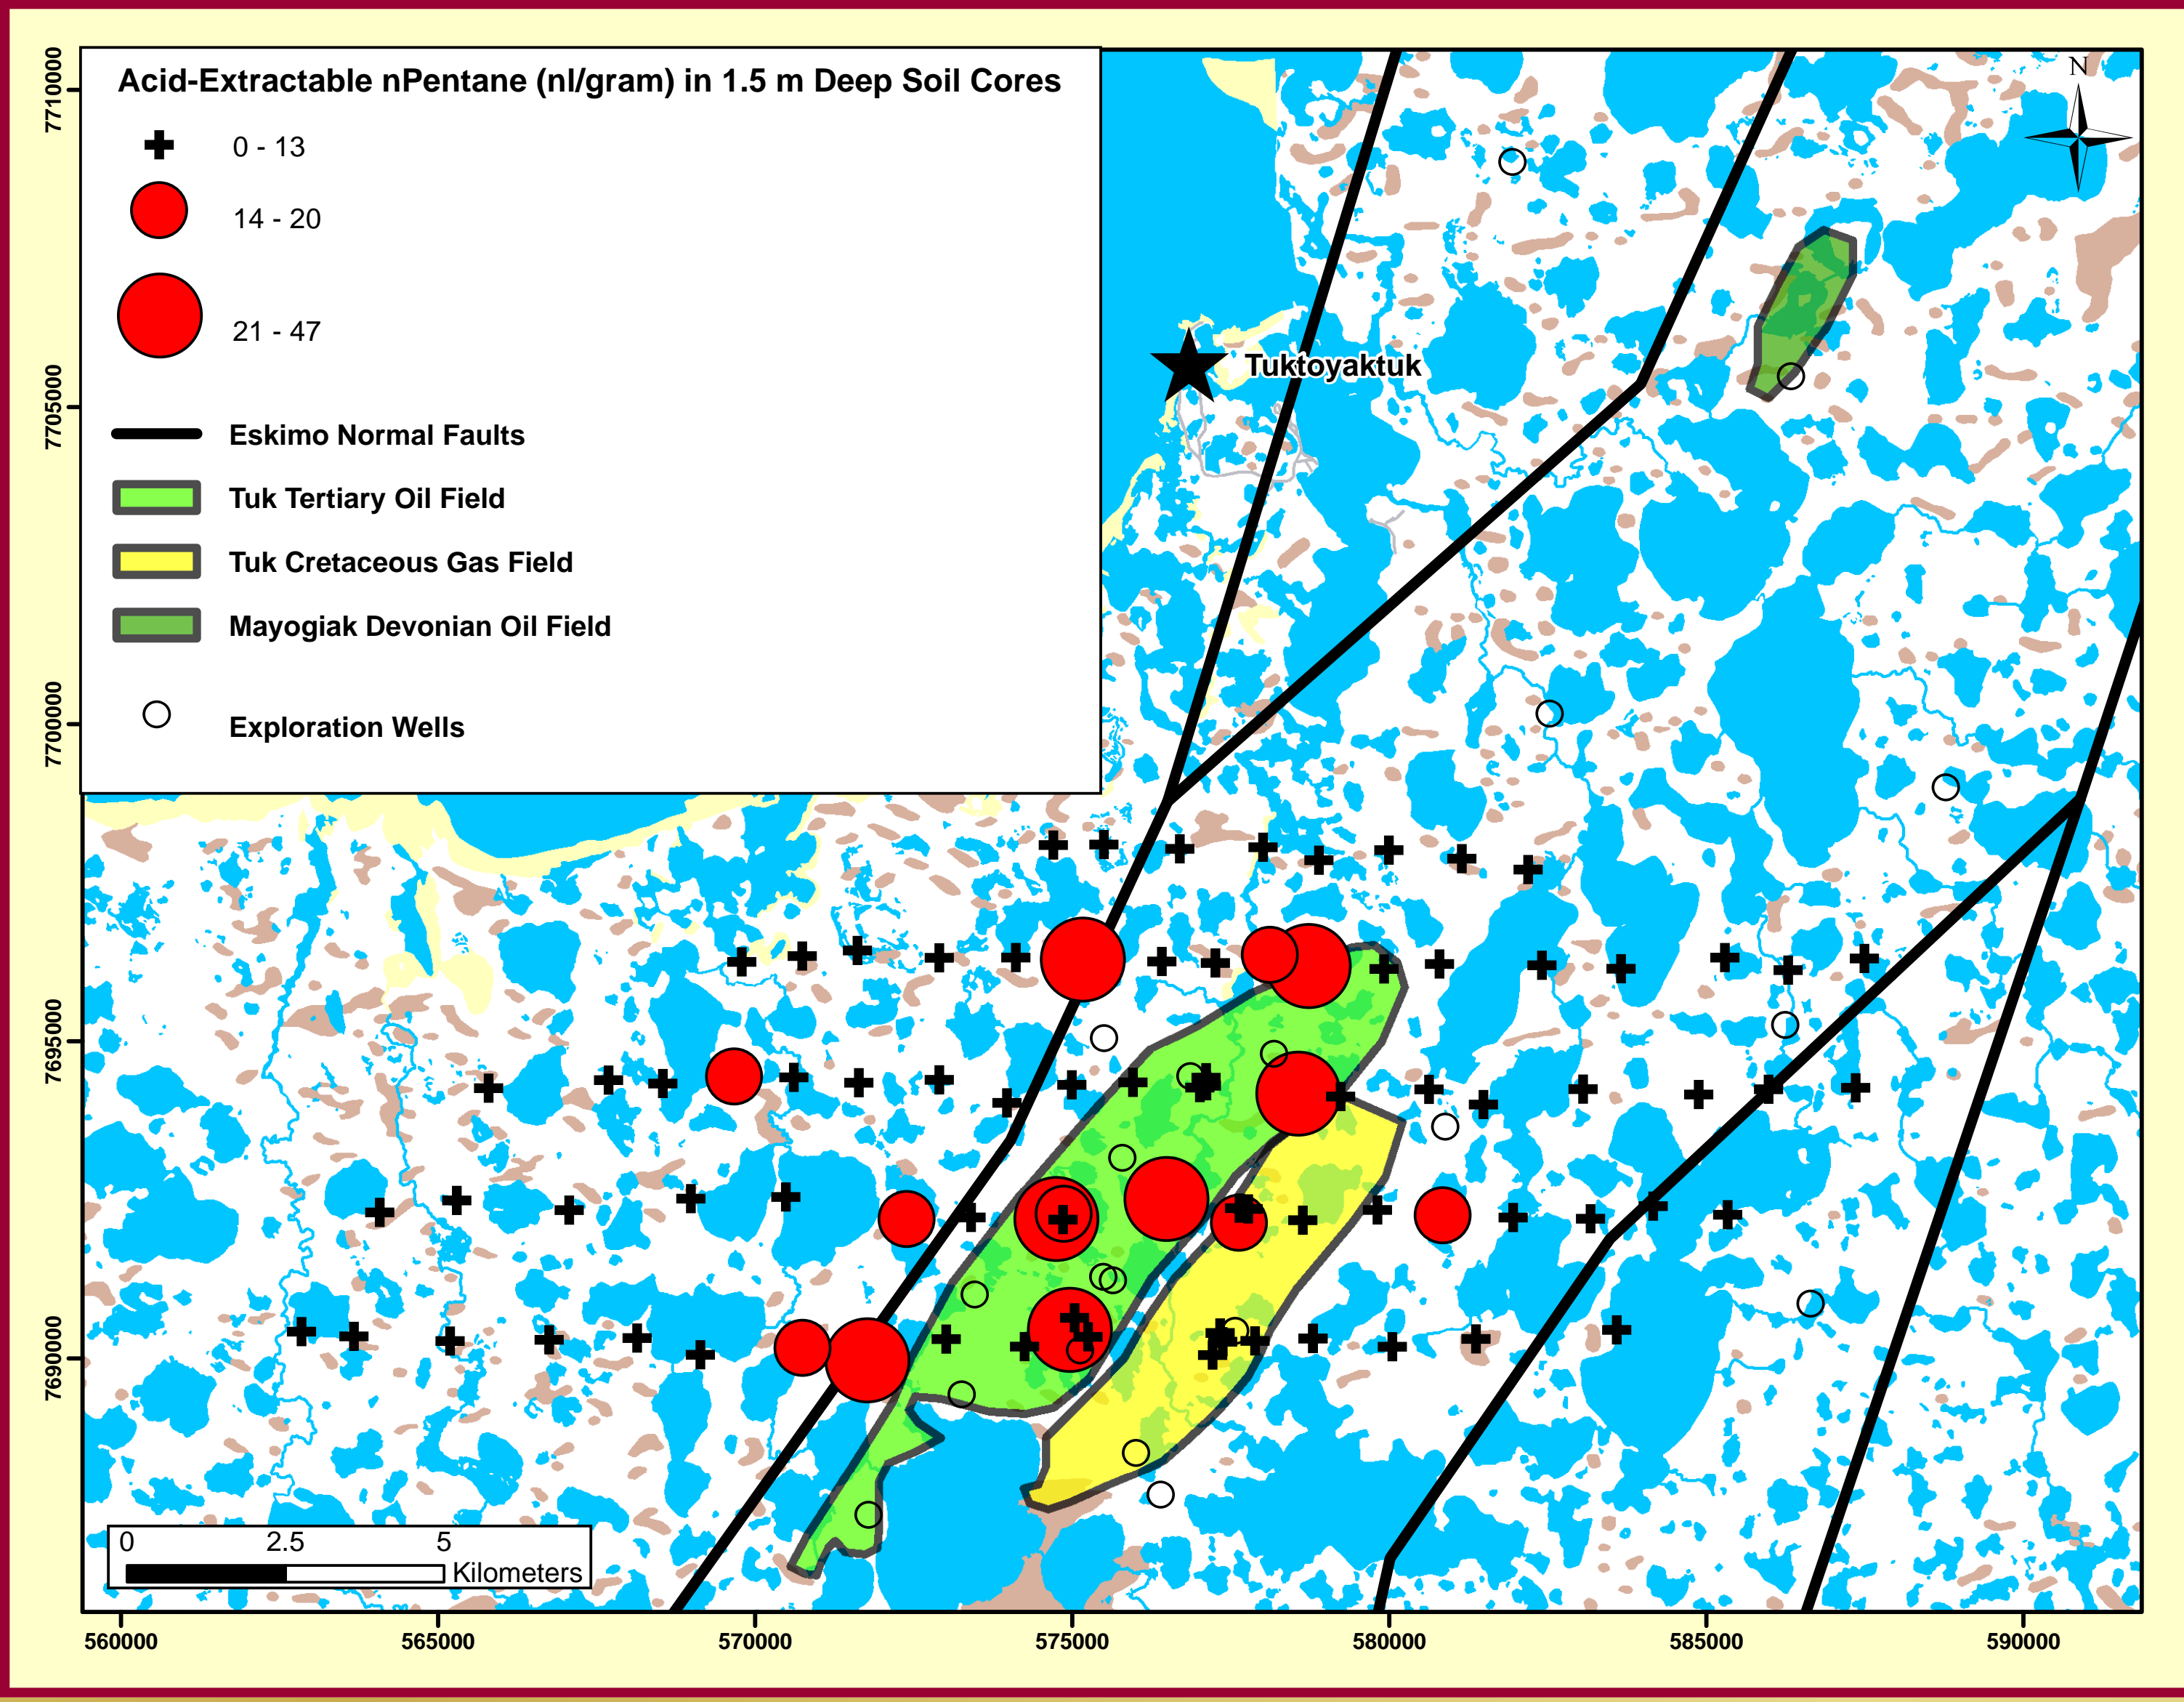 Acid-Extractable nPentane (nl/gram) in 1.5 m Deep Soil Cores
0 - 13
14 - 20
21 - 47
Eskimo Normal Faults
Tuk Tertiary Oil Field
Tuk Cretaceous Gas Field
Mayogiak Devonian Oil Field
Exploration Wells
N
Tuktoyaktuk
7710000
7705000
7700000
7695000
7690000
0 2.5 5
Kilometers
560000 565000 570000 575000 580000 585000 590000